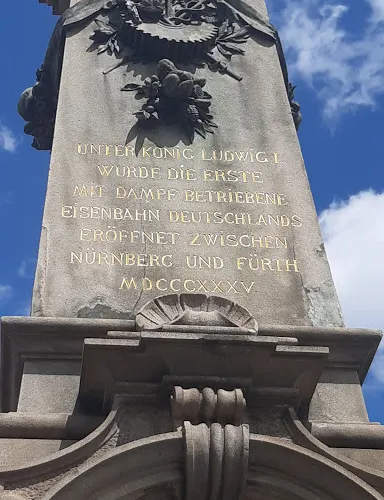 UNTER KÖNIG LUDWIG I.
WURDE DIE ERSTE
MIT DAMPF BETRIEBENE
EISENBAHN DEUTSCHLANDS
ERÖFFNET ZWISCHEN
NÜRNBERG UND FÜRTH
MDCCCXXXV